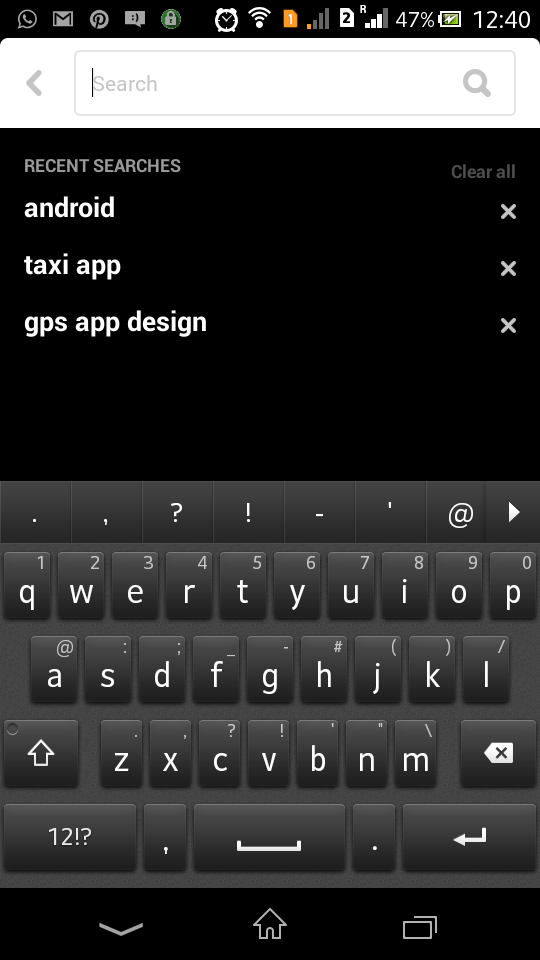 1 2 R 47% 12:40
Search
RECENT SEARCHES Clear all
android
taxi app
gps app design
. , ? ! - ' @
1 2 3 4 5 6 7 8 9 0
q w e r t y u i o p
@ : ; _ - # ( ) /
a s d f g h j k l
. , ? ! ' " \
z x c v b n m
12!? , .